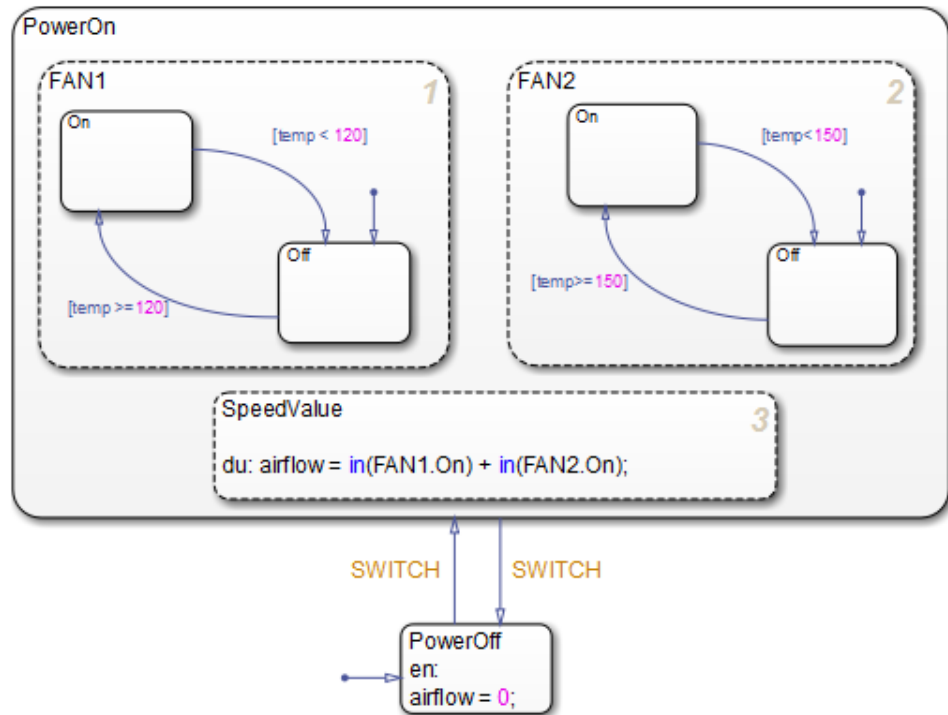 PowerOn
FAN1
1
On
[temp < 120]
Off
[temp >= 120]
FAN2
2
On
[temp<150]
Off
[temp>= 150]
SpeedValue
3
du: airflow = in(FAN1.On) + in(FAN2.On);
SWITCH
SWITCH
PowerOff
en:
airflow = 0;